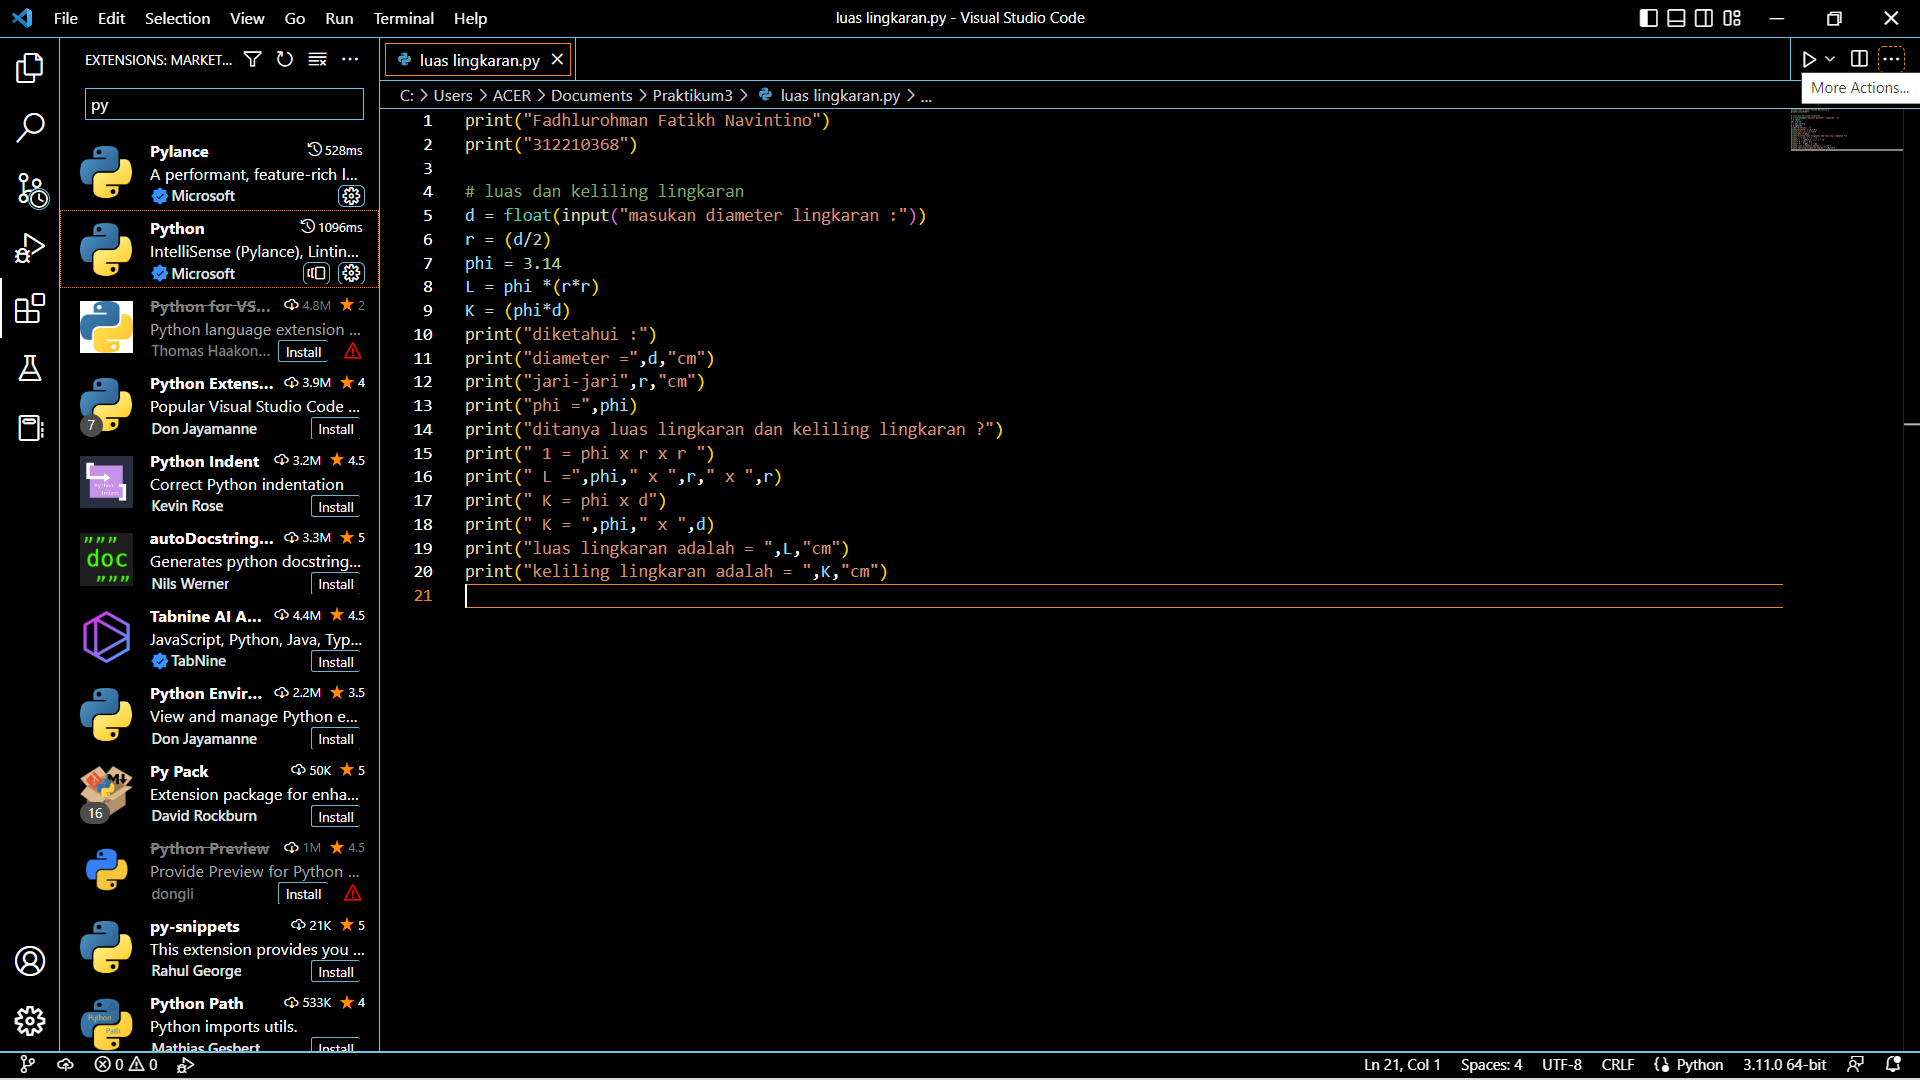 File Edit Selection View Go Run Terminal Help
luas lingkaran.py - Visual Studio Code
EXTENSIONS: MARKET...
py
Pylance 528ms
A performant, feature-rich l...
Microsoft
Python 1096ms
IntelliSense (Pylance), Lintin...
Microsoft
Python for VS... 4.8M 2
Python language extension ...
Thomas Haakon... Install
Python Extens... 3.9M 4
Popular Visual Studio Code ...
7
Don Jayamanne Install
Python Indent 3.2M 4.5
Correct Python indentation
Kevin Rose Install
autoDocstring... 3.3M 5
Generates python docstring...
""" doc """
Nils Werner Install
Tabnine AI A... 4.4M 4.5
JavaScript, Python, Java, Typ...
TabNine Install
Python Envir... 2.2M 3.5
View and manage Python e...
Don Jayamanne Install
Py Pack 50K 5
Extension package for enha...
16
David Rockburn Install
Python Preview 1M 4.5
Provide Preview for Python ...
dongli Install
py-snippets 21K 5
This extension provides you ...
Rahul George Install
Python Path 533K 4
Python imports utils.
Mathias Gesbert Install
luas lingkaran.py
More Actions...
C: > Users > ACER > Documents > Praktikum3 > luas lingkaran.py > ...
1 print("Fadhlurohman Fatikh Navintino")
2 print("312210368")
3
4 # luas dan keliling lingkaran
5 d = float(input("masukan diameter lingkaran :"))
6 r = (d/2)
7 phi = 3.14
8 L = phi *(r*r)
9 K = (phi*d)
10 print("diketahui :")
11 print("diameter =",d,"cm")
12 print("jari-jari",r,"cm")
13 print("phi =",phi)
14 print("ditanya luas lingkaran dan keliling lingkaran ?")
15 print(" 1 = phi x r x r ")
16 print(" L =",phi," x ",r," x ",r)
17 print(" K = phi x d")
18 print(" K = ",phi," x ",d)
19 print("luas lingkaran adalah = ",L,"cm")
20 print("keliling lingkaran adalah = ",K,"cm")
21
0 0
Ln 21, Col 1 Spaces: 4 UTF-8 CRLF Python 3.11.0 64-bit